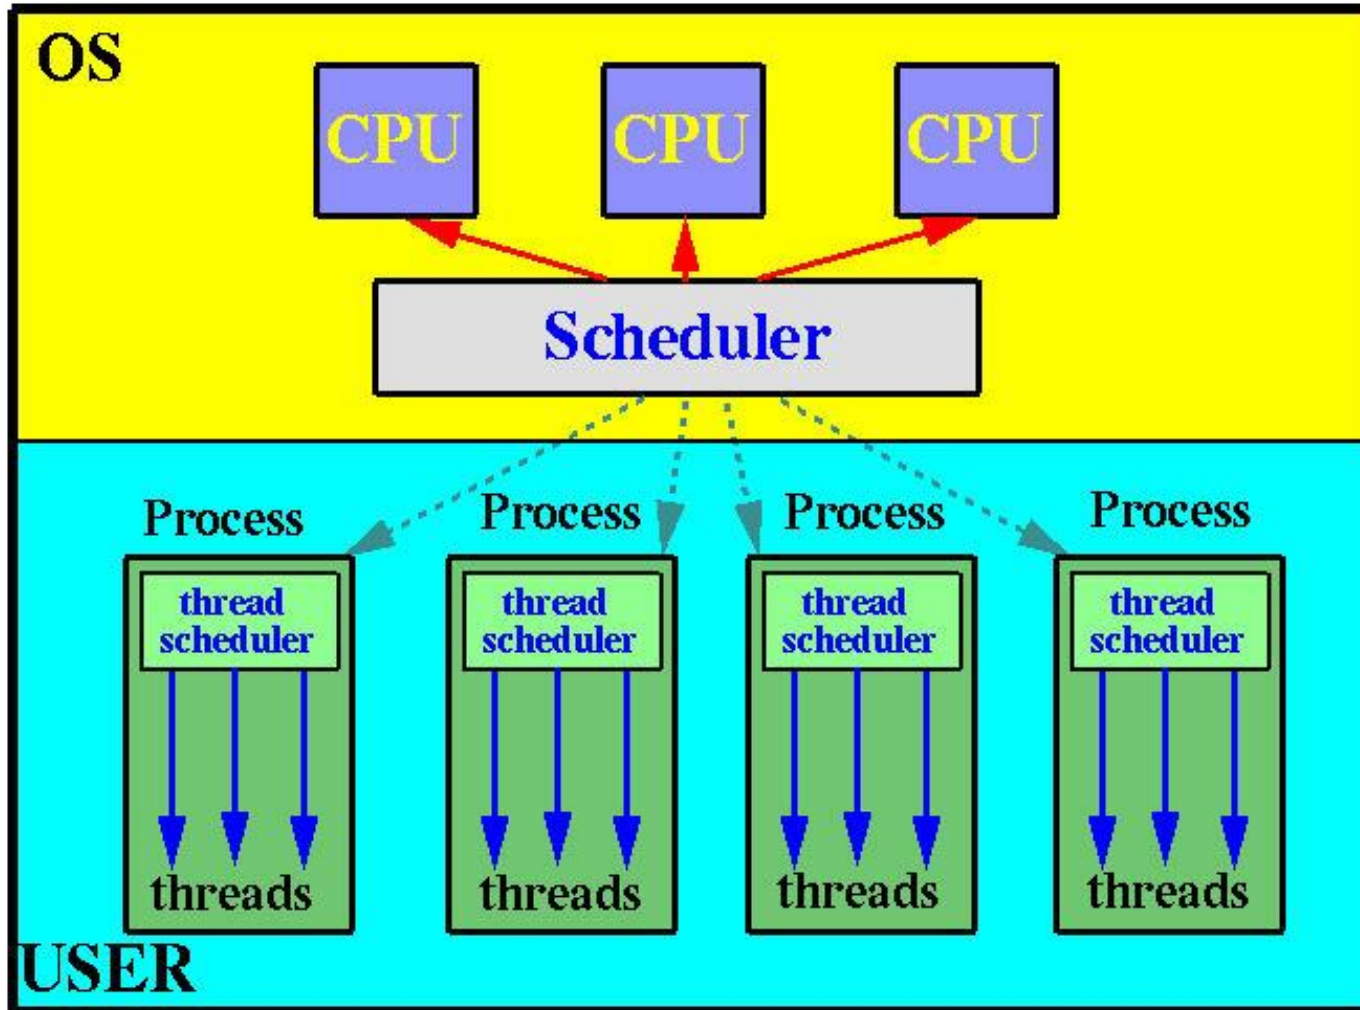 OS
CPU CPU CPU
Scheduler
Process Process Process Process
thread thread thread thread
scheduler scheduler scheduler scheduler
threads threads threads threads
USER